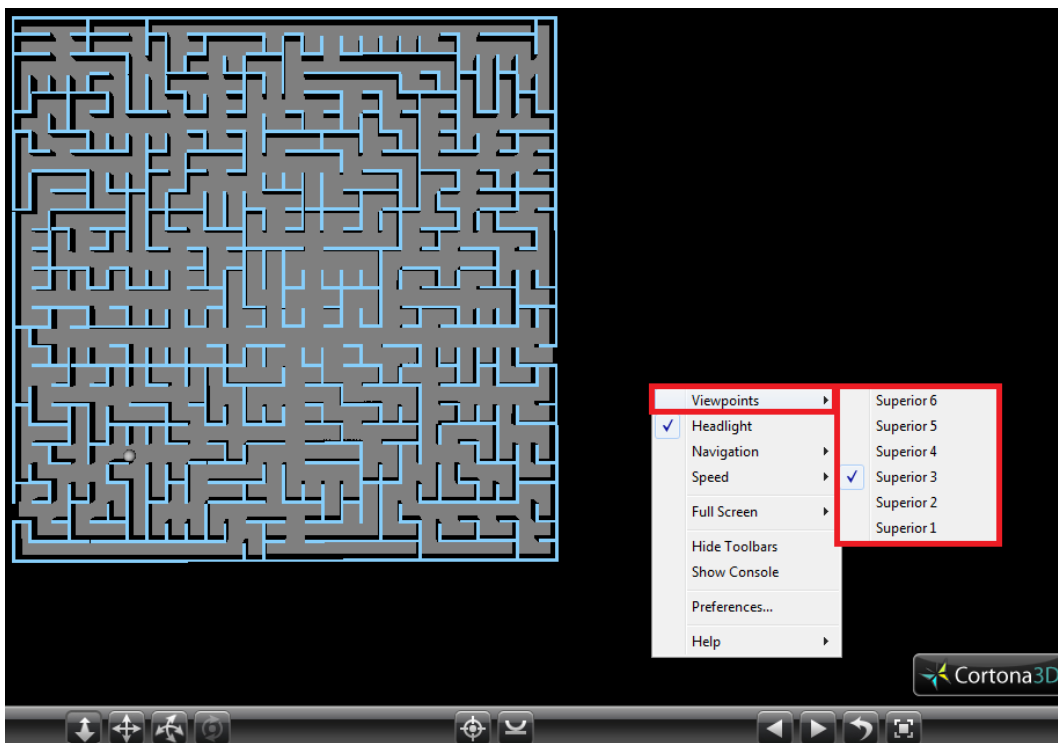 Viewpoints
Headlight
Navigation
Speed
Full Screen
Hide Toolbars
Show Console
Preferences...
Help
Superior 6
Superior 5
Superior 4
Superior 3
Superior 2
Superior 1
Cortona3D